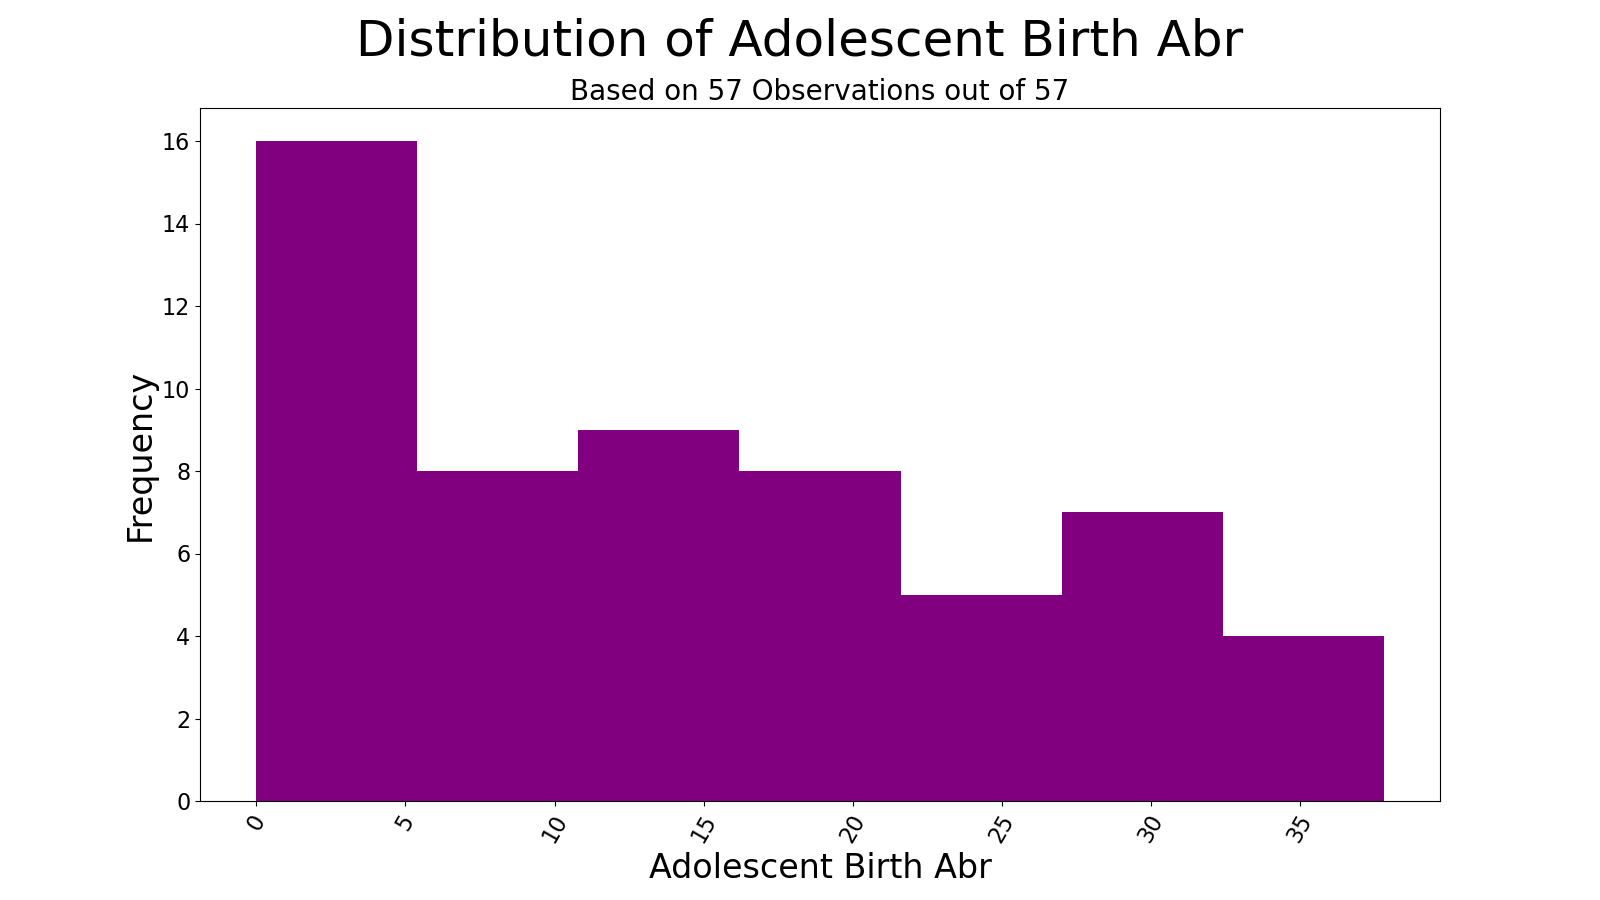 Distribution of Adolescent Birth Abr
Based on 57 Observations out of 57
16
14
12
10
8
6
4
2
0
Frequency
0 5 10 15 20 25 30 35
Adolescent Birth Abr